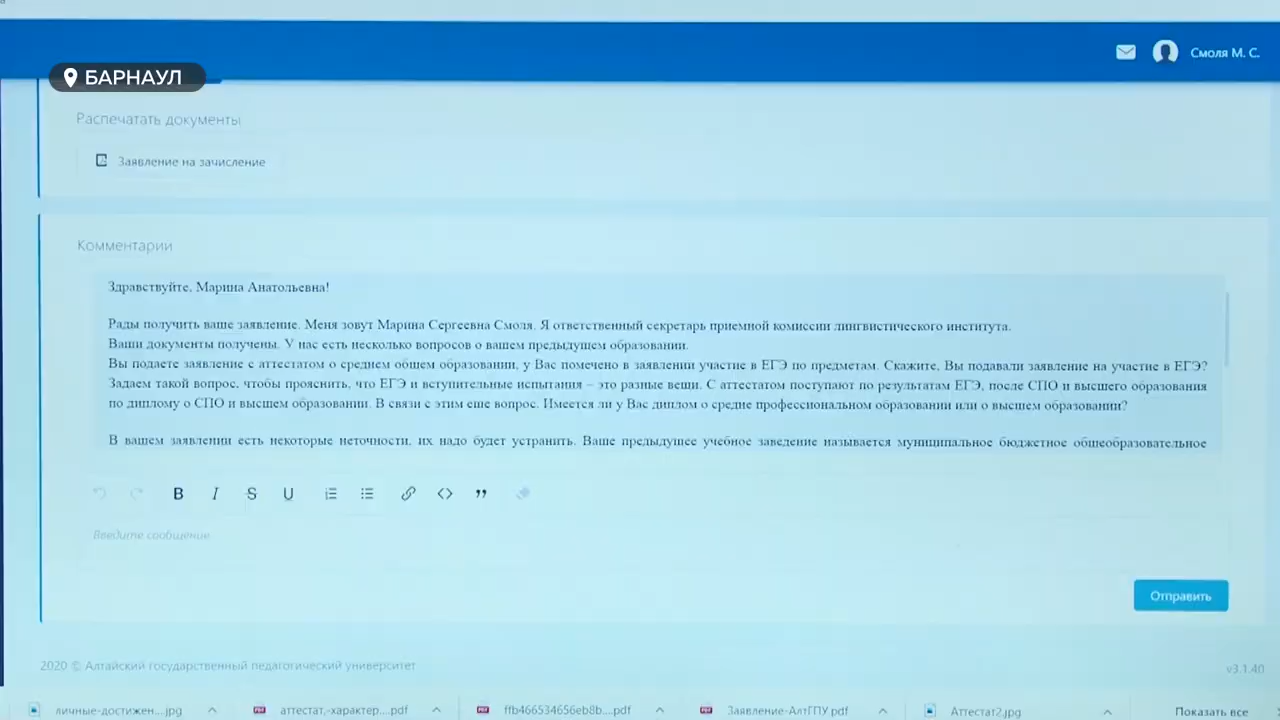 Смоля М. С.
БАРНАУЛ
Распечатать документы
Заявление на зачисление
Комментарии
Здравствуйте, Марина Анатольевна!
Рады получить ваше заявление. Меня зовут Марина Сергеевна Смоля. Я ответственный секретарь приемной комиссии лингвистического института.
Ваши документы получены. У нас есть несколько вопросов о вашем предыдущем образовании.
Вы подаете заявление с аттестатом о среднем общем образовании, у Вас помечено в заявлении участие в ЕГЭ по предметам. Скажите, Вы подавали заявление на участие в ЕГЭ?
Задаем такой вопрос, чтобы прояснить, что ЕГЭ и вступительные испытания – это разные вещи. С аттестатом поступают по результатам ЕГЭ, после СПО и высшего образования
по диплому о СПО и высшем образовании. В связи с этим еще вопрос. Имеется ли у Вас диплом о средне профессиональном образовании или о высшем образовании?
В вашем заявлении есть некоторые неточности, их надо будет устранить. Ваше предыдущее учебное заведение называется муниципальное бюджетное общеобразовательное
B I S U
Введите сообщение
Отправить
2020 © Алтайский государственный педагогический университет
v3.1.40
личные-достижен....jpg
аттестат,-характер....pdf
ffb466534656eb8b....pdf
Заявление-АлтГПУ.pdf
Аттестат2.jpg
Показать все